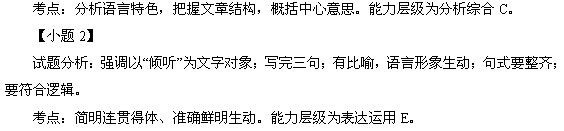 考点：分析语言特色，把握文章结构，概括中心意思。能力层级为分析综合 C。
【小题 2】
试题分析：强调以“倾听”为文字对象；写完三句；有比喻，语言形象生动；句式要整齐；
要符合逻辑。
考点：简明连贯得体、准确鲜明生动。能力层级为表达运用 E。